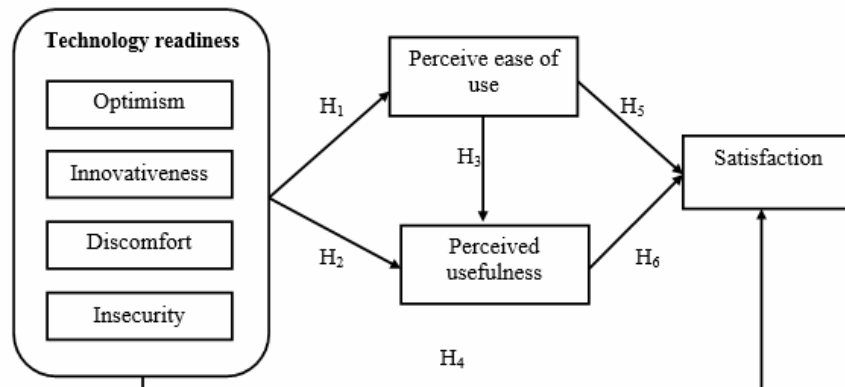 Technology readiness
Optimism
Innovativeness
Discomfort
Insecurity
H₁
H₂
Perceive ease of
use
H₃
Perceived
usefulness
H₄
H₅
H₆
Satisfaction